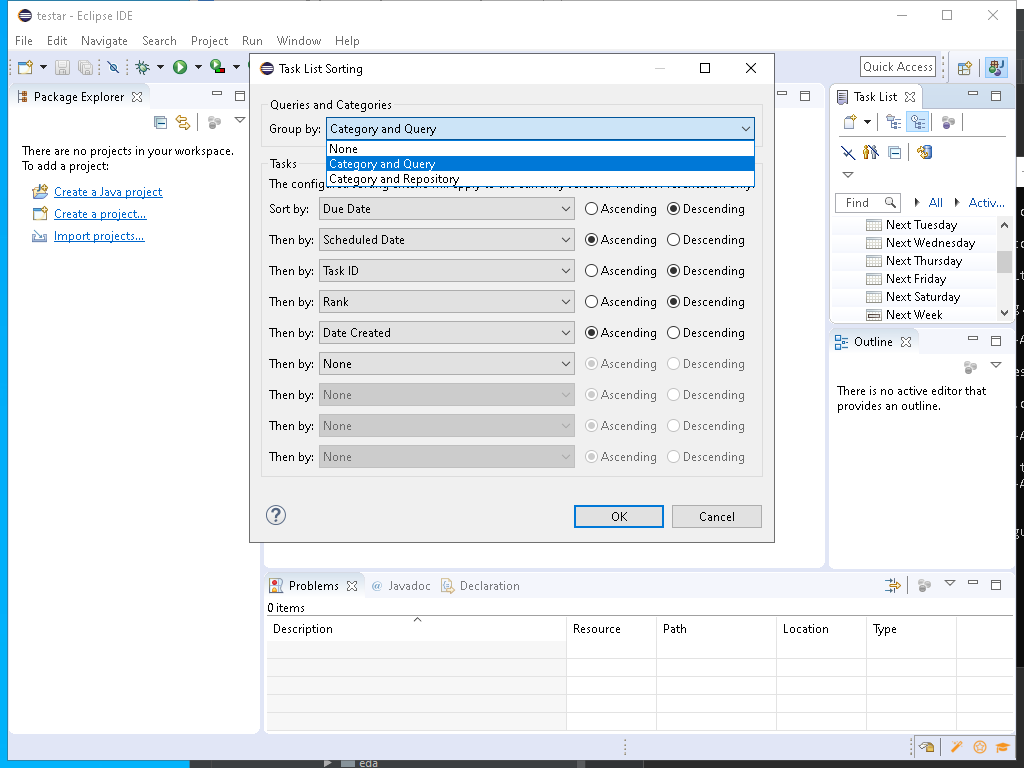 testar - Eclipse IDE
File Edit Navigate Search Project Run Window Help
Quick Access
Package Explorer
There are no projects in your workspace.
To add a project:
Create a Java project
Create a project...
Import projects...
Task List Sorting
Queries and Categories
Group by: Category and Query
None
Category and Query
Category and Repository
Tasks
Sort by: Due Date Ascending Descending
Then by: Scheduled Date Ascending Descending
Then by: Task ID Ascending Descending
Then by: Rank Ascending Descending
Then by: Date Created Ascending Descending
Then by: None Ascending Descending
Then by: None Ascending Descending
Then by: None Ascending Descending
Then by: None Ascending Descending
? OK Cancel
Task List
Find All Activ...
Next Tuesday
Next Wednesday
Next Thursday
Next Friday
Next Saturday
Next Week
Outline
There is no active editor that
provides an outline.
Problems @ Javadoc Declaration
0 items
Description Resource Path Location Type
eda